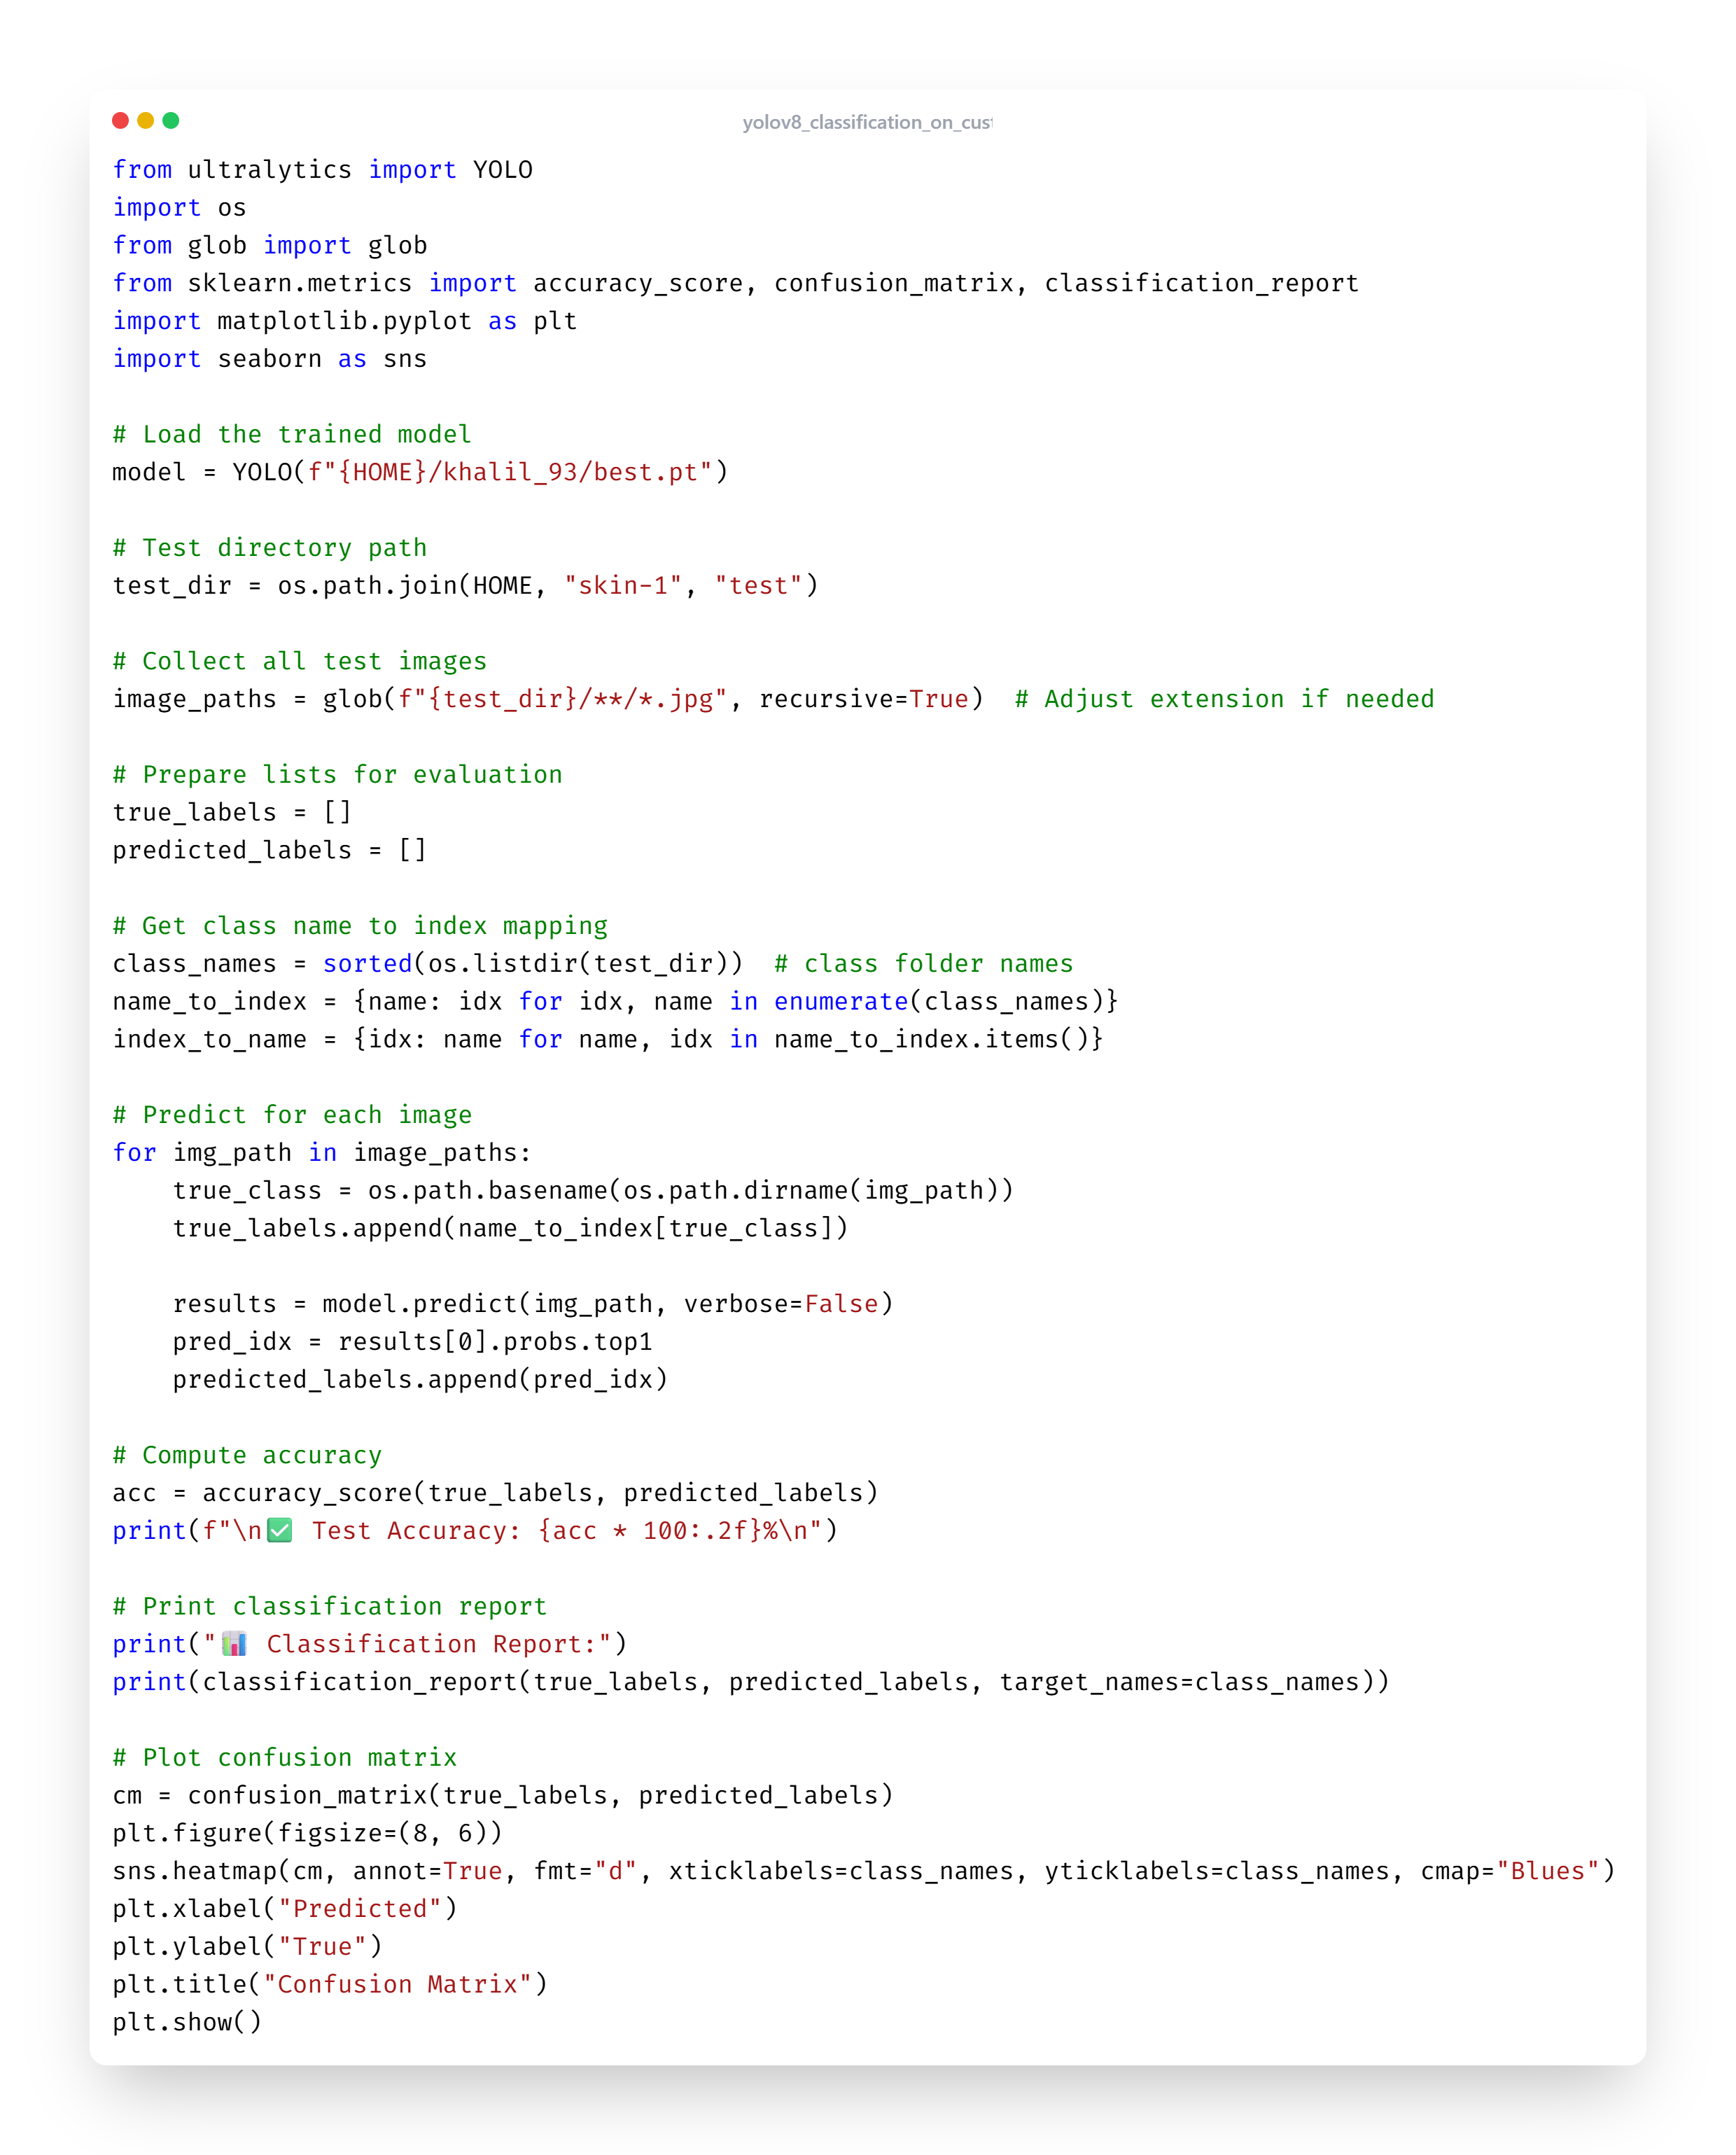 yolov8_classification_on_cus
from ultralytics import YOLO
import os
from glob import glob
from sklearn.metrics import accuracy_score, confusion_matrix, classification_report
import matplotlib.pyplot as plt
import seaborn as sns

# Load the trained model
model = YOLO(f"{HOME}/khalil_93/best.pt")

# Test directory path
test_dir = os.path.join(HOME, "skin-1", "test")

# Collect all test images
image_paths = glob(f"{test_dir}/**/*.jpg", recursive=True)  # Adjust extension if needed

# Prepare lists for evaluation
true_labels = []
predicted_labels = []

# Get class name to index mapping
class_names = sorted(os.listdir(test_dir))  # class folder names
name_to_index = {name: idx for idx, name in enumerate(class_names)}
index_to_name = {idx: name for name, idx in name_to_index.items()}

# Predict for each image
for img_path in image_paths:
    true_class = os.path.basename(os.path.dirname(img_path))
    true_labels.append(name_to_index[true_class])

    results = model.predict(img_path, verbose=False)
    pred_idx = results[0].probs.top1
    predicted_labels.append(pred_idx)

# Compute accuracy
acc = accuracy_score(true_labels, predicted_labels)
print(f"\n✅ Test Accuracy: {acc * 100:.2f}%\n")

# Print classification report
print("📊 Classification Report:")
print(classification_report(true_labels, predicted_labels, target_names=class_names))

# Plot confusion matrix
cm = confusion_matrix(true_labels, predicted_labels)
plt.figure(figsize=(8, 6))
sns.heatmap(cm, annot=True, fmt="d", xticklabels=class_names, yticklabels=class_names, cmap="Blues")
plt.xlabel("Predicted")
plt.ylabel("True")
plt.title("Confusion Matrix")
plt.show()